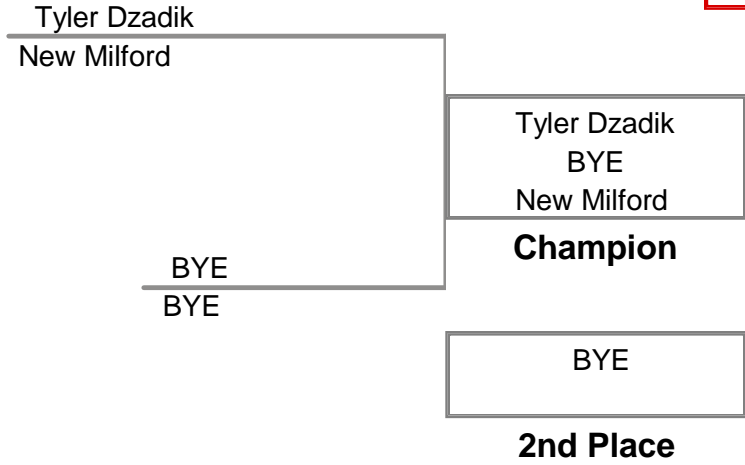 Tyler Dzadik
New Milford
Tyler Dzadik
BYE
New Milford
Champion
BYE
BYE
BYE
2nd Place